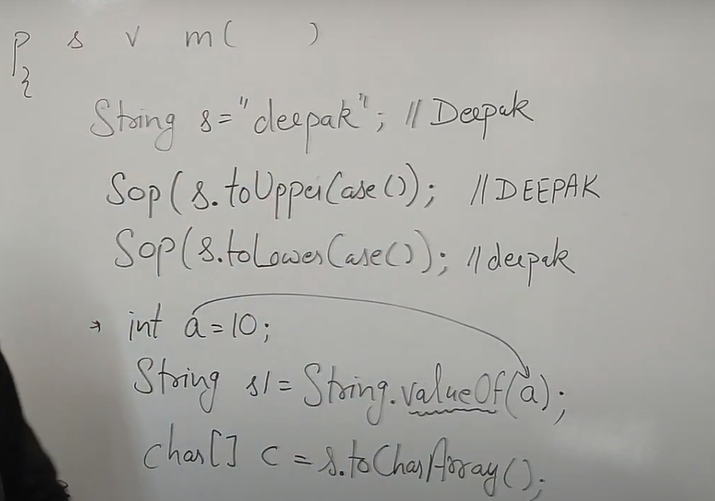 p s v m( )
{
String s="deepak"; // Deepak
Sop(s.toUpperCase()); // DEEPAK
Sop(s.toLowerCase()); // deepak
→ int a=10;
String s1=String.valueOf(a);
char[] c=s.toCharArray();